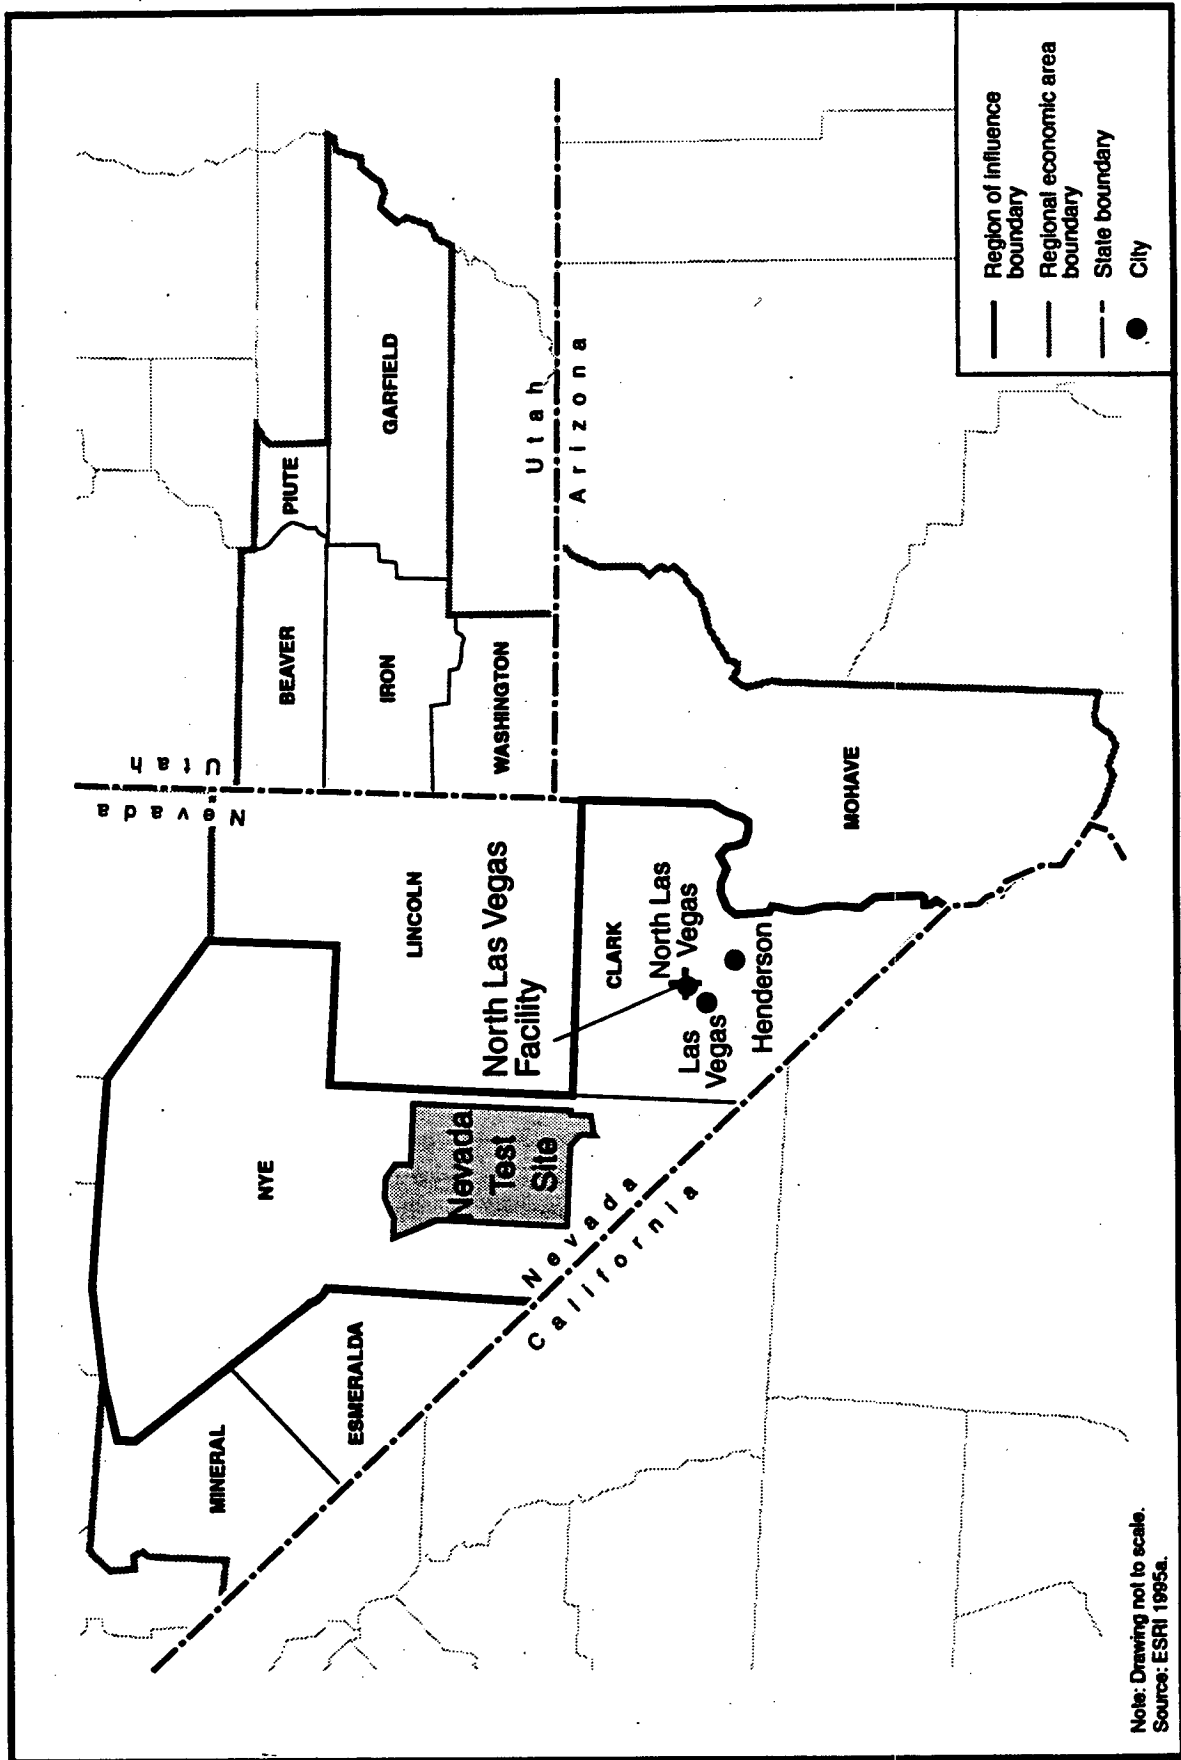 MINERAL
ESMERALDA
NYE
Nevada
Test
Site
LINCOLN
North Las Vegas
Facility
CLARK
North Las
Vegas
Las
Vegas
Henderson
Nevada
California
Nevada
Utah
BEAVER
PIUTE
IRON
GARFIELD
WASHINGTON
Utah
Arizona
MOHAVE
Region of influence
boundary
Regional economic area
boundary
State boundary
City
Note: Drawing not to scale.
Source: ESRI 1995a.